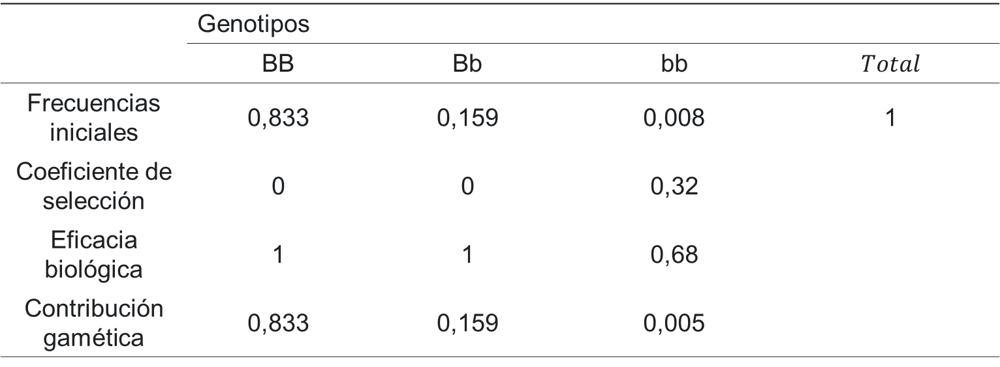 Genotipos
BB Bb bb Total
Frecuencias
iniciales 0,833 0,159 0,008 1
Coeficiente de
selección 0 0 0,32
Eficacia
biológica 1 1 0,68
Contribución
gamética 0,833 0,159 0,005